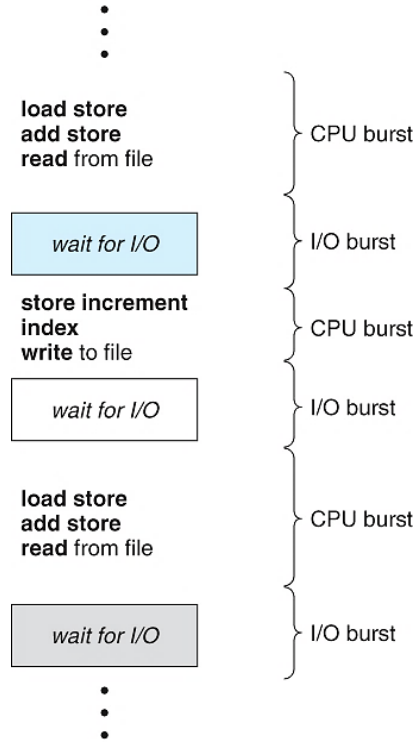 load store
add store
read from file
CPU burst
wait for I/O
I/O burst
store increment
index
write to file
CPU burst
wait for I/O
I/O burst
load store
add store
read from file
CPU burst
wait for I/O
I/O burst